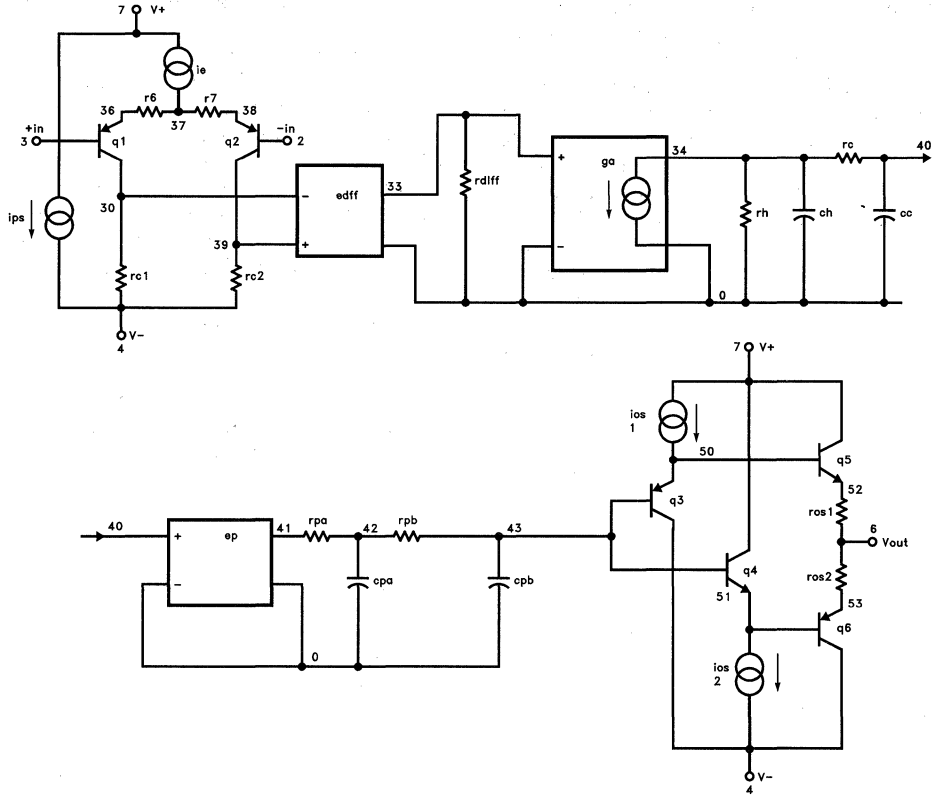 7 V+
ie
r6 r7
36 37 38
+in
3
q1 q2
-in
2
30
ips
39
rc1 rc2
V-
4
- edff
+
33
rdiff
+ ga
-
34
rc
40
rh ch cc
0
7 V+
ios
1
50
q5
q3
52
ros1
6
Vout
q4
51
ros2
53
q6
ios
2
V-
4
40
+ ep
-
41 rpa 42 rpb 43
cpa cpb
0